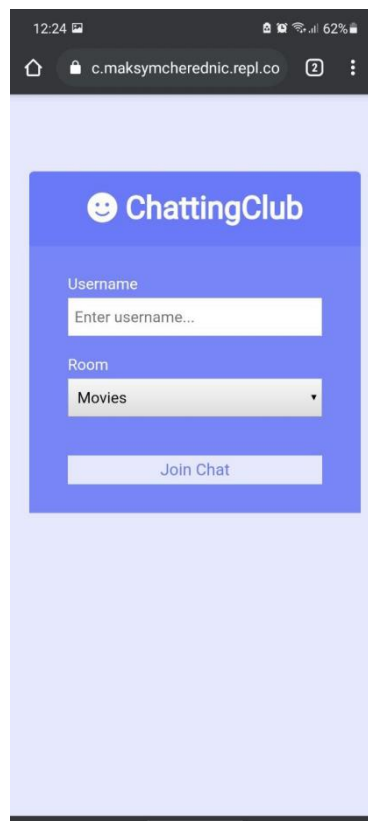 12:24 62%
c.maksymcherednic.repl.co 2
ChattingClub
Username
Enter username...
Room
Movies
Join Chat